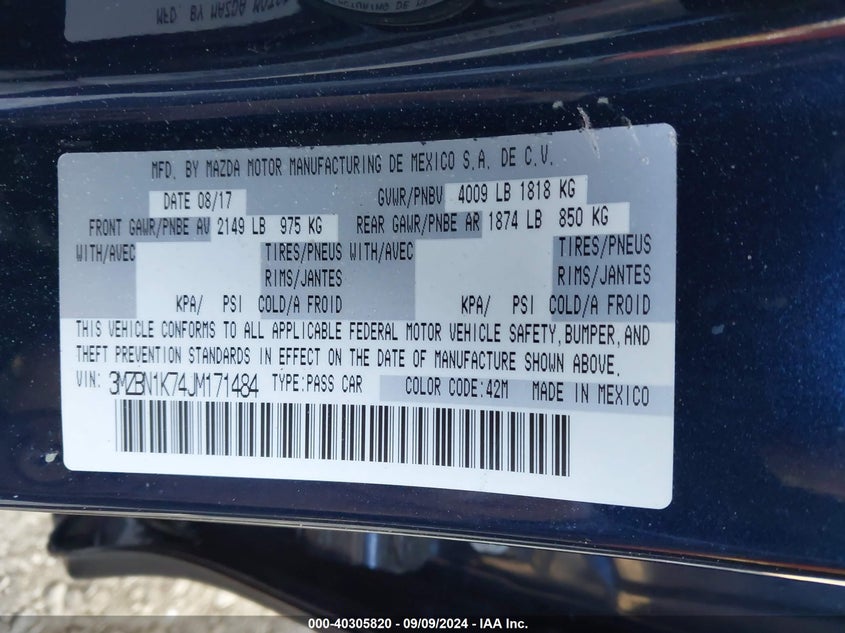 MFD. BY MAZDA MOTOR MANUFACTURING DE MEXICO S.A. DE C.V.
DATE 08/17 GVWR/PNBV 4009 LB 1818 KG
FRONT GAWR/PNBE AV 2149 LB 975 KG REAR GAWR/PNBE AR 1874 LB 850 KG
WITH/AVEC TIRES/PNEUS WITH/AVEC TIRES/PNEUS
RIMS/JANTES RIMS/JANTES
KPA/ PSI COLD/A FROID KPA/ PSI COLD/A FROID
THIS VEHICLE CONFORMS TO ALL APPLICABLE FEDERAL MOTOR VEHICLE SAFETY, BUMPER, AND
THEFT PREVENTION STANDARDS IN EFFECT ON THE DATE OF MANUFACTURE SHOWN ABOVE.
VIN: 3MZBN1K74JM171484 TYPE:PASS CAR COLOR CODE:42M MADE IN MEXICO
000-40305820 - 09/09/2024 - IAA Inc.